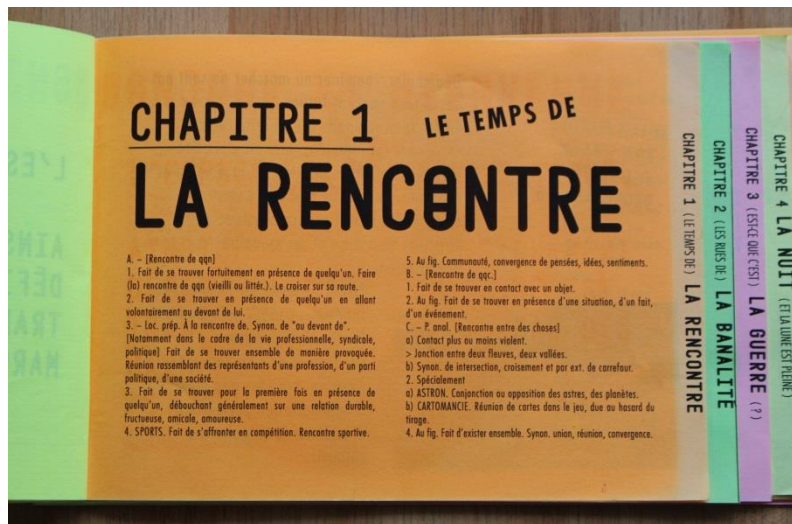 CHAPITRE 1
LE TEMPS DE
LA RENCONTRE
A. – [Rencontre de qqn]
1. Fait de se trouver fortuitement en présence de quelqu'un. Faire
(la) rencontre de qqn (vieilli ou littér.). Le croiser sur sa route.
2. Fait de se trouver en présence de quelqu'un en allant
volontairement au devant de lui.
3. – Loc. prép. À la rencontre de. Synon. de "au devant de".
[Notamment dans le cadre de la vie professionnelle, syndicale,
politique] Fait de se trouver ensemble de manière provoquée.
Réunion rassemblant des représentants d'une profession, d'un parti
politique, d'une société.
3. Fait de se trouver pour la première fois en présence de
quelqu'un, débouchant généralement sur une relation durable,
fructueuse, amicale, amoureuse.
4. SPORTS. Fait de s'affronter en compétition. Rencontre sportive.
5. Au fig. Communauté, convergence de pensées, idées, sentiments.
B. – [Rencontre de qqc.]
1. Fait de se trouver en contact avec un objet.
2. Au fig. Fait de se trouver en présence d'une situation, d'un fait,
d'un événement.
C. – P. anal. [Rencontre entre des choses]
a) Contact plus ou moins violent.
> Jonction entre deux fleuves, deux vallées.
b) Synon. de intersection, croisement et par ext. de carrefour.
2. Spécialement
a) ASTRON. Conjonction ou opposition des astres, des planètes.
b) CARTOMANCIE. Réunion de cartes dans le jeu, due au hasard du
tirage.
4. Au fig. Fait d'exister ensemble. Synon. union, réunion, convergence.
CHAPITRE 1 (LE TEMPS DE) LA RENCONTRE
CHAPITRE 2 (LES RUES DE) LA BANALITÉ
CHAPITRE 3 (EST-CE QUE C'EST) LA GUERRE (?)
CHAPITRE 4 LA NUIT (ET LA LUNE EST PLEINE)